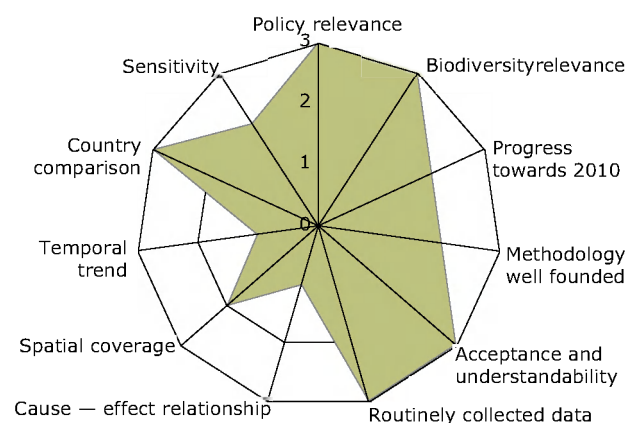 Policy relevance
3
Sensitivity
Biodiversityrelevance
2
Country
comparison
Progress
towards 2010
1
0
Temporal
trend
Methodology
well founded
Spatial coverage
Acceptance and
understandability
Cause — effect relationship
Routinely collected data